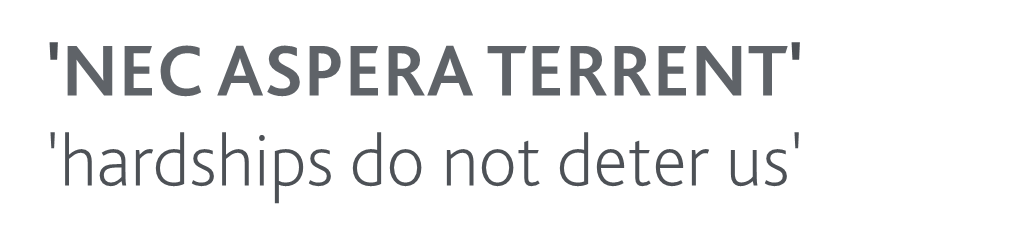 'NEC ASPERA TERRENT'
'hardships do not deter us'